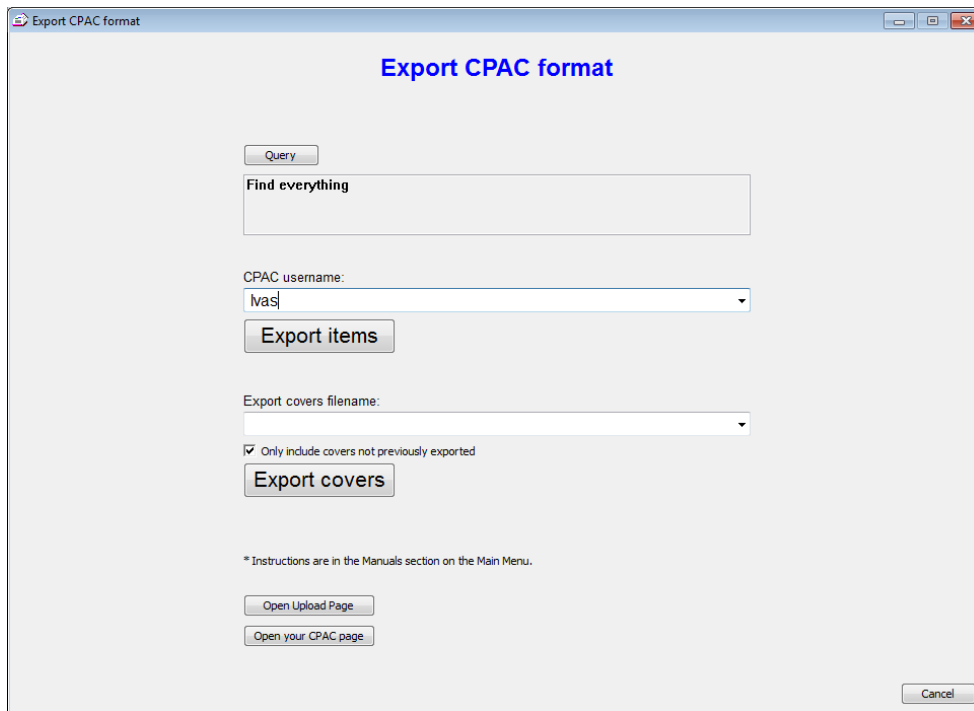 Export CPAC format
Export CPAC format
Query
Find everything
CPAC username:
lvas
Export items
Export covers filename:
Only include covers not previously exported
Export covers
* Instructions are in the Manuals section on the Main Menu.
Open Upload Page
Open your CPAC page
Cancel